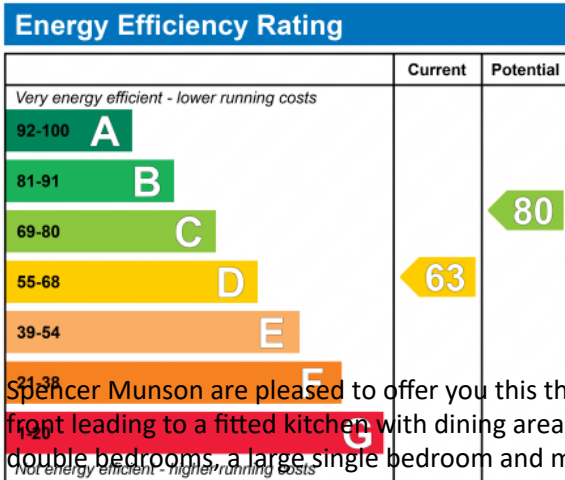 Energy Efficiency Rating
Current Potential
Very energy efficient - lower running costs
92-100 A
81-91 B
80
69-80 C
55-68 D 63
39-54 E
21-38 F
Spencer Munson are pleased to offer you this th
1-20 G
front leading to a fitted kitchen with dining area
double bedrooms, a large single bedroom and m
Not energy efficient - higher running costs